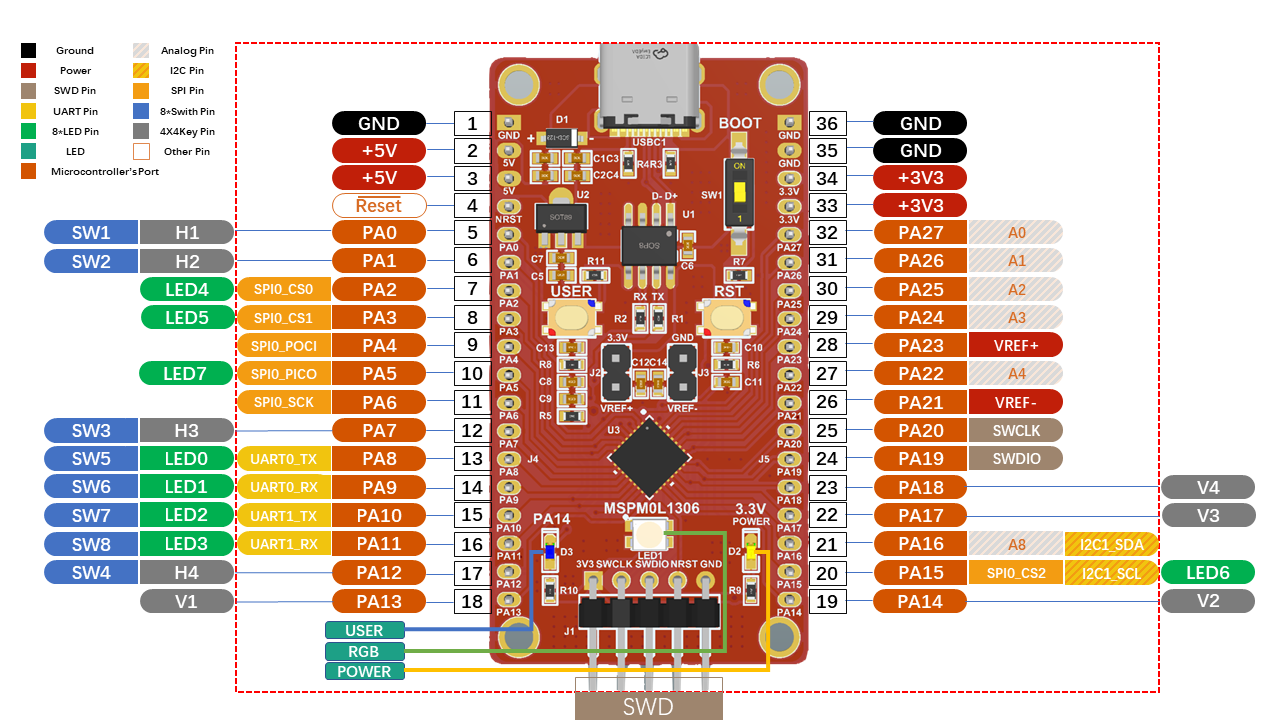 Ground
Analog Pin
Power
I2C Pin
SWD Pin
SPI Pin
UART Pin
8*Swith Pin
8*LED Pin
4X4Key Pin
LED
Other Pin
Microcontroller's Port
GND 1
+5V 2
+5V 3
Reset 4
SW1 H1 PA0 5
SW2 H2 PA1 6
LED4 SPI0_CS0 PA2 7
LED5 SPI0_CS1 PA3 8
SPI0_POCI PA4 9
LED7 SPI0_PICO PA5 10
SPI0_SCK PA6 11
SW3 H3 PA7 12
SW5 LED0 UART0_TX PA8 13
SW6 LED1 UART0_RX PA9 14
SW7 LED2 UART1_TX PA10 15
SW8 LED3 UART1_RX PA11 16
SW4 H4 PA12 17
V1 PA13 18
USER
RGB
POWER
D1
BOOT
GND
+ -
USBC1
GND
5V
C1 C3
R4 R3
GND
C2 C4
ON
5V
SW1
3.3V
U2
D- D+
1
NRST
U1
3.3V
SOP8
PA0
PA27
C7
R11
C6
R7
C5
PA1
PA26
USER
RST
RX TX
PA2
PA25
R2
R1
PA3
3.3V
GND
PA24
C13
C10
PA4
PA23
R8
J2
C12 C14
J3
R6
C8
C11
PA5
PA22
C9
VREF+
VREF-
R5
PA6
PA21
U3
PA7
PA20
J4
J5
PA8
PA19
PA9
PA18
MSPM0L1306
3.3V
PA14
POWER
PA10
PA17
D3
LED1
D2
PA11
PA16
3V3 SWCLK SWDIO NRST GND
PA12
PA15
R10
R9
PA13
PA14
J1
SWD
36 GND
35 GND
34 +3V3
33 +3V3
32 PA27 A0
31 PA26 A1
30 PA25 A2
29 PA24 A3
28 PA23 VREF+
27 PA22 A4
26 PA21 VREF-
25 PA20 SWCLK
24 PA19 SWDIO
23 PA18 V4
22 PA17 V3
21 PA16 A8 I2C1_SDA
20 PA15 SPI0_CS2 I2C1_SCL LED6
19 PA14 V2